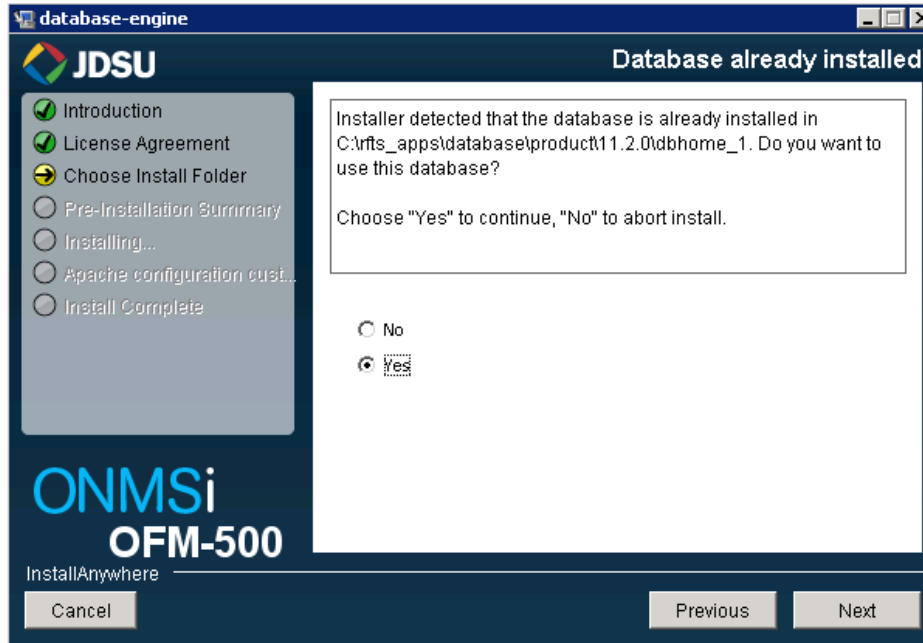 database-engine
JDSU
Database already installed
Introduction
License Agreement
Choose Install Folder
Pre-Installation Summary
Installing...
Apache configuration cust...
Install Complete
Installer detected that the database is already installed in
C:\rfts_apps\database\product\11.2.0\dbhome_1. Do you want to
use this database?
Choose "Yes" to continue, "No" to abort install.
No
Yes
ONMSi
OFM-500
InstallAnywhere
Cancel
Previous
Next